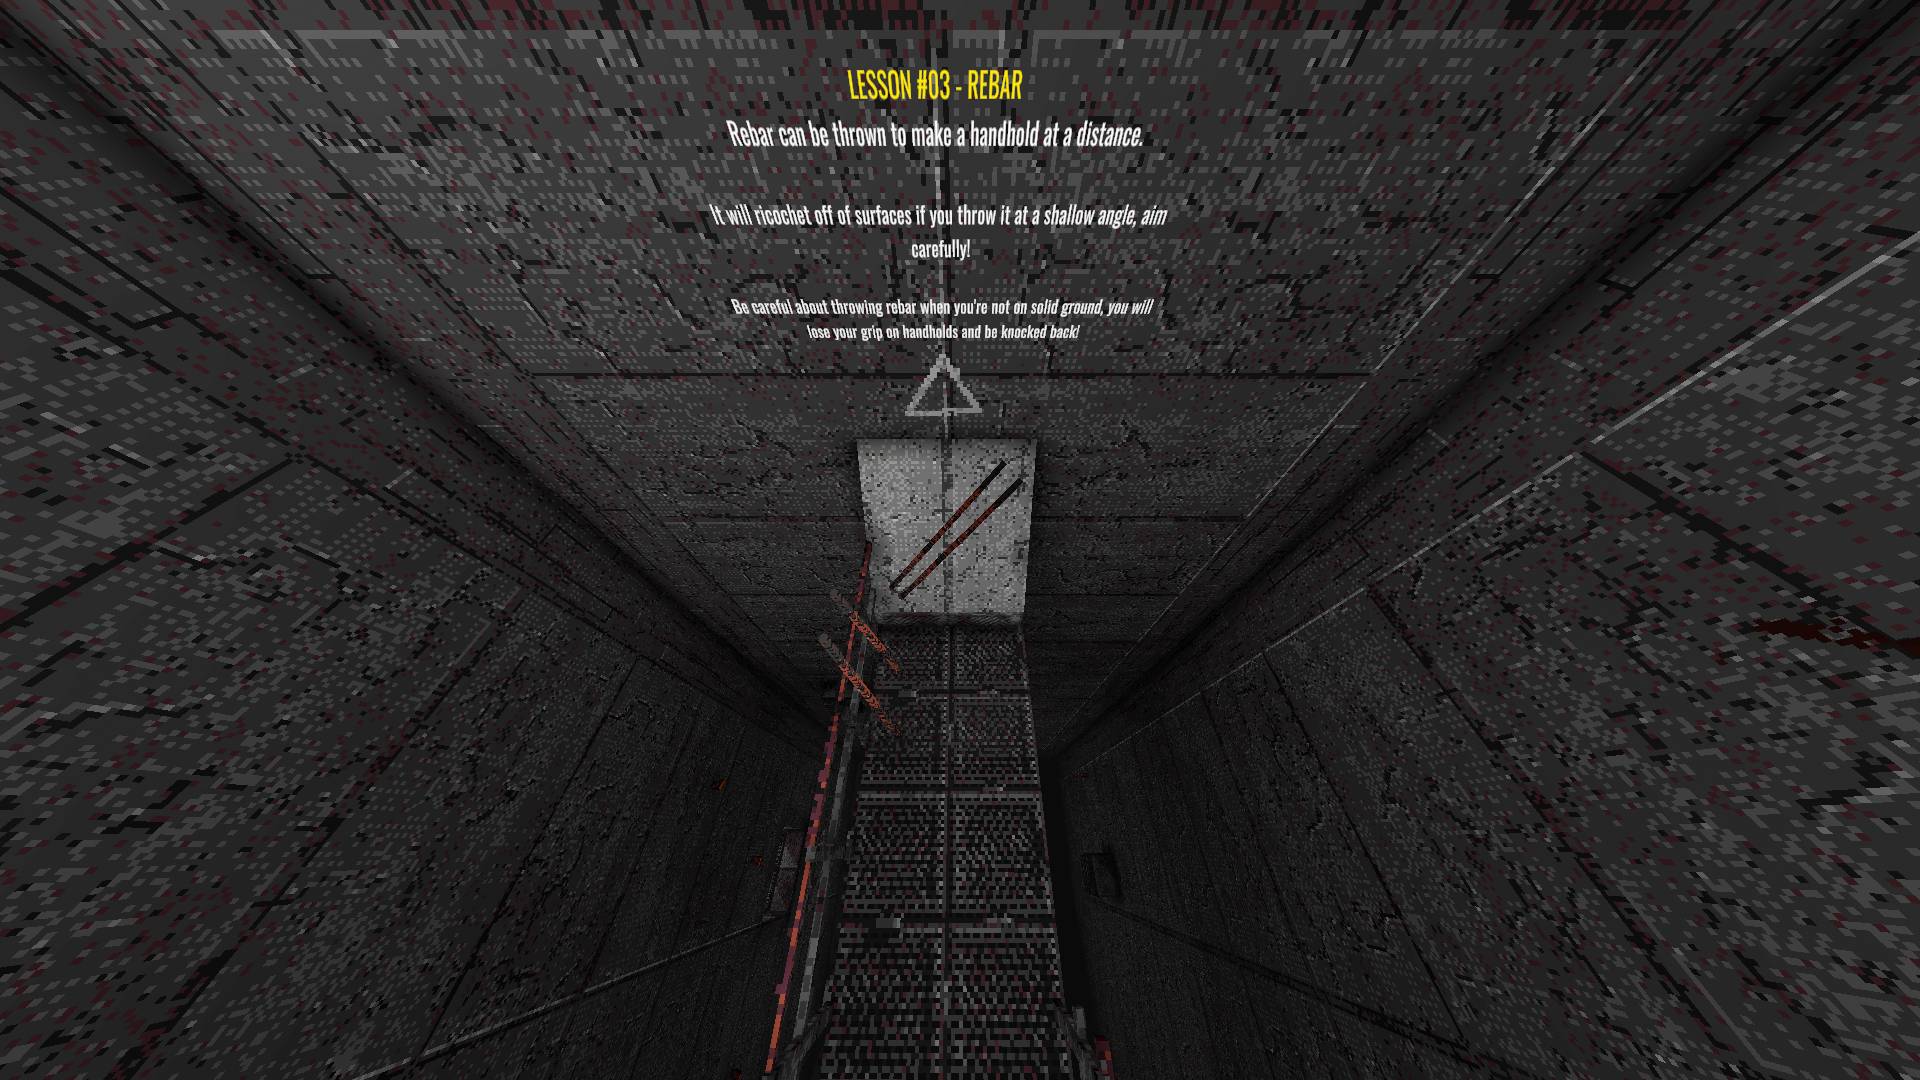 LESSON #03 - REBAR
Rebar can be thrown to make a handhold at a distance.
It will ricochet off of surfaces if you throw it at a shallow angle, aim
carefully!
Be careful about throwing rebar when you're not on solid ground, you will
lose your grip on handholds and be knocked back!